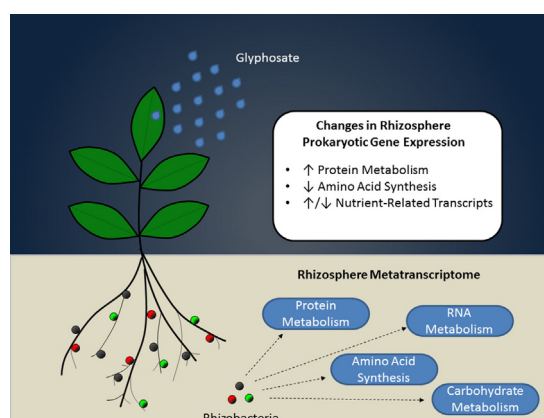 Glyphosate
Changes in Rhizosphere
Prokaryotic Gene Expression
• ↑ Protein Metabolism
• ↓ Amino Acid Synthesis
• ↑/↓ Nutrient-Related Transcripts
Rhizosphere Metatranscriptome
Protein
Metabolism
RNA
Metabolism
Amino Acid
Synthesis
Carbohydrate
Metabolism
Rhizobacteria